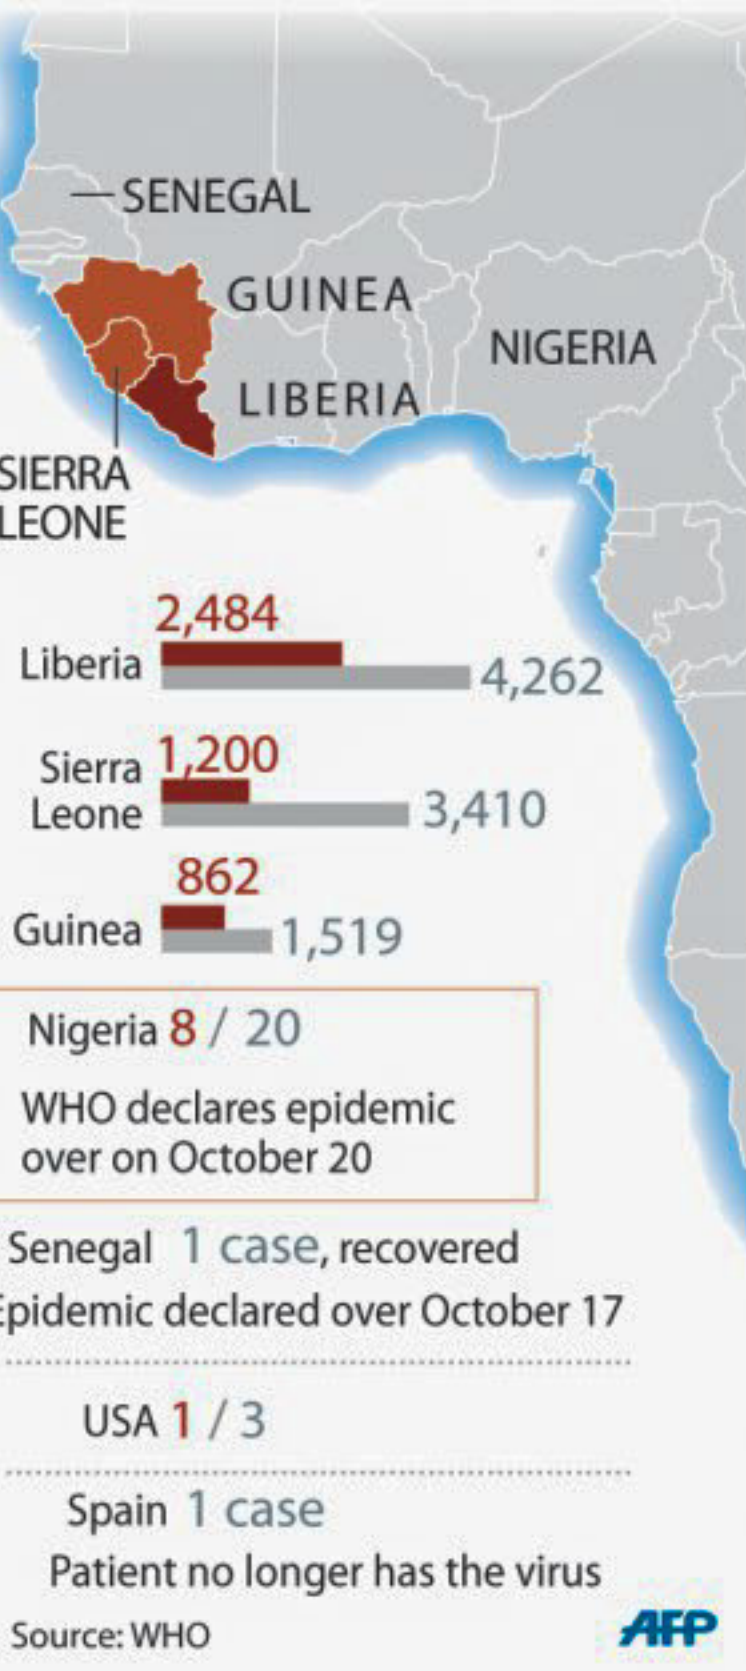 SENEGAL
GUINEA
NIGERIA
LIBERIA
SIERRA
LEONE
2,484
Liberia
4,262
1,200
Sierra
Leone
3,410
862
Guinea
1,519
Nigeria 8 / 20
WHO declares epidemic
over on October 20
Senegal 1 case, recovered
Epidemic declared over October 17
USA 1 / 3
Spain 1 case
Patient no longer has the virus
Source: WHO
AFP